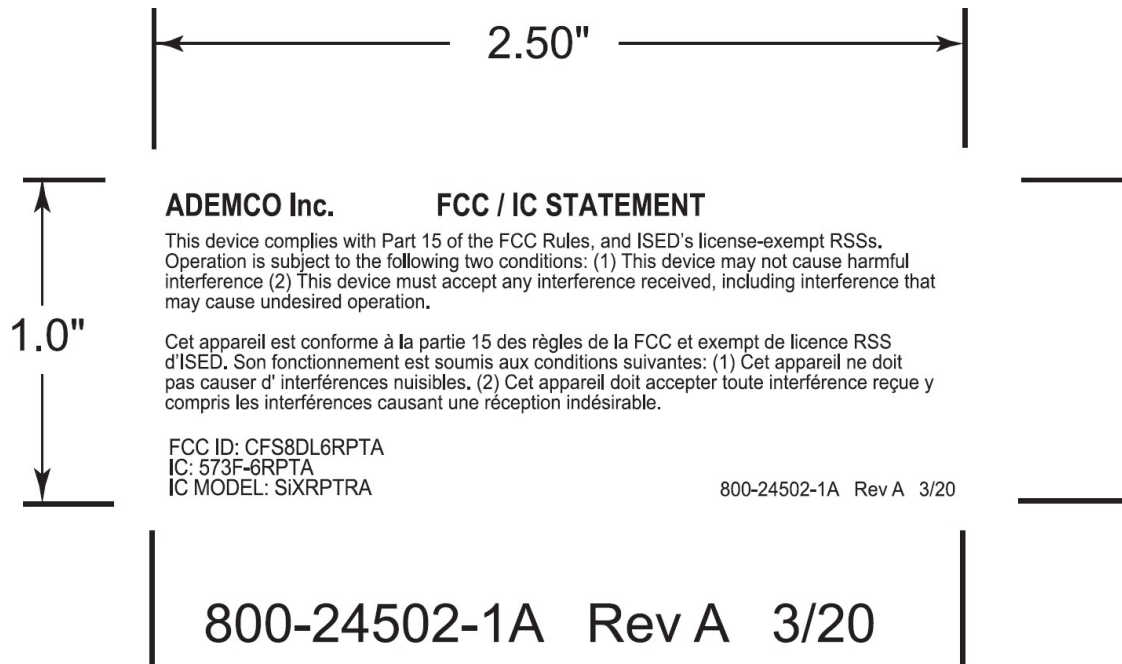 2.50"
ADEMCO Inc. FCC / IC STATEMENT
This device complies with Part 15 of the FCC Rules, and ISED's license-exempt RSSs.
Operation is subject to the following two conditions: (1) This device may not cause harmful
interference (2) This device must accept any interference received, including interference that
may cause undesired operation.
1.0"
Cet appareil est conforme à la partie 15 des règles de la FCC et exempt de licence RSS
d'ISED. Son fonctionnement est soumis aux conditions suivantes: (1) Cet appareil ne doit
pas causer d' interférences nuisibles. (2) Cet appareil doit accepter toute interférence reçue y
compris les interférences causant une réception indésirable.
FCC ID: CFS8DL6RPTA
IC: 573F-6RPTA
IC MODEL: SiXRPTRA
800-24502-1A Rev A 3/20
800-24502-1A Rev A 3/20